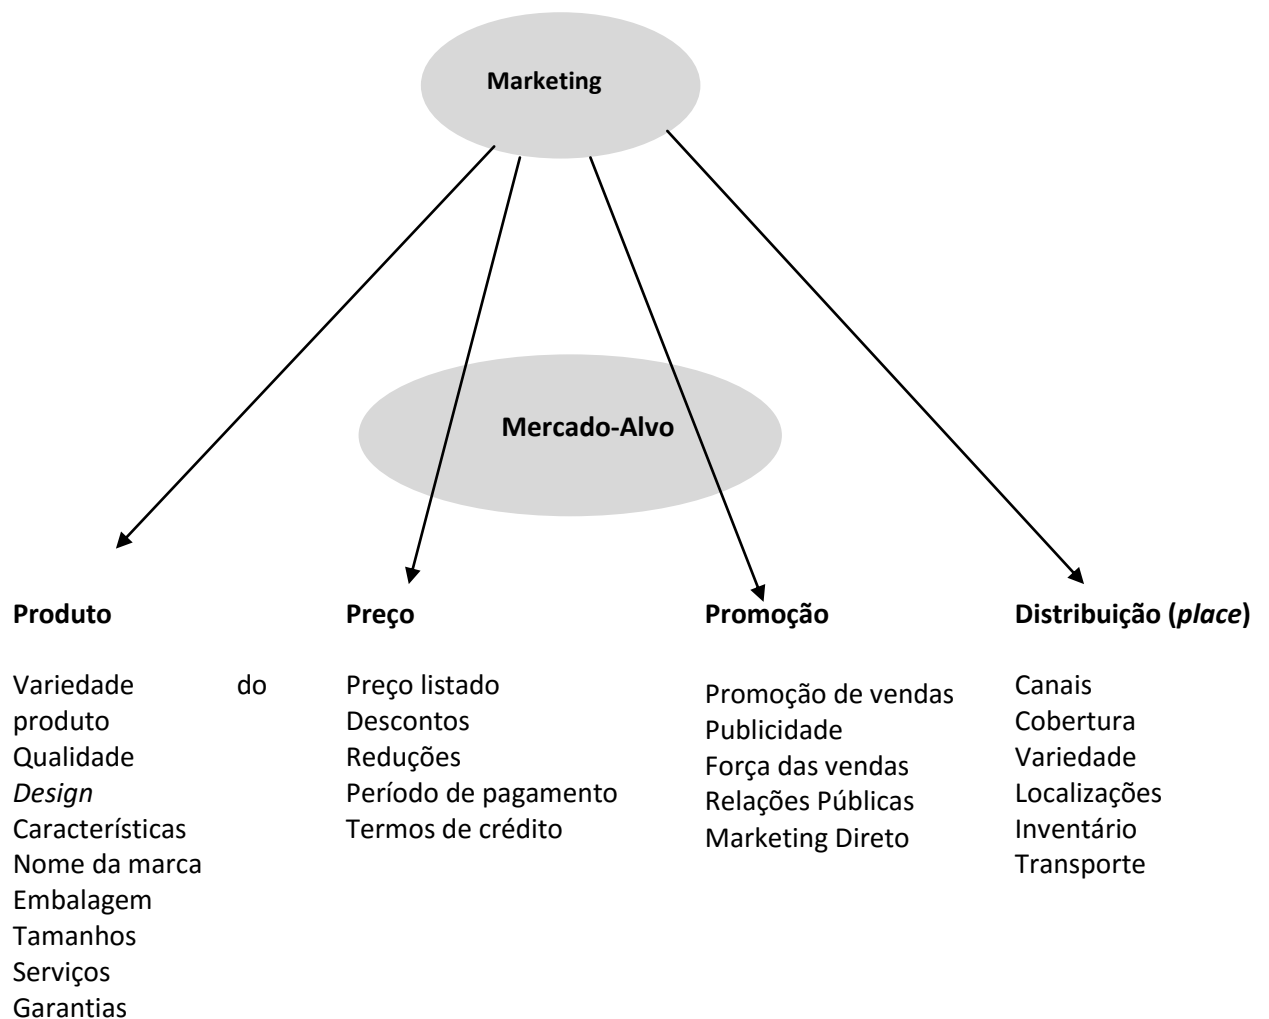 Marketing
Mercado-Alvo
Produto
Variedade do
produto
Qualidade
Design
Características
Nome da marca
Embalagem
Tamanhos
Serviços
Garantias
Preço
Preço listado
Descontos
Reduções
Período de pagamento
Termos de crédito
Promoção
Promoção de vendas
Publicidade
Força das vendas
Relações Públicas
Marketing Direto
Distribuição (place)
Canais
Cobertura
Variedade
Localizações
Inventário
Transporte